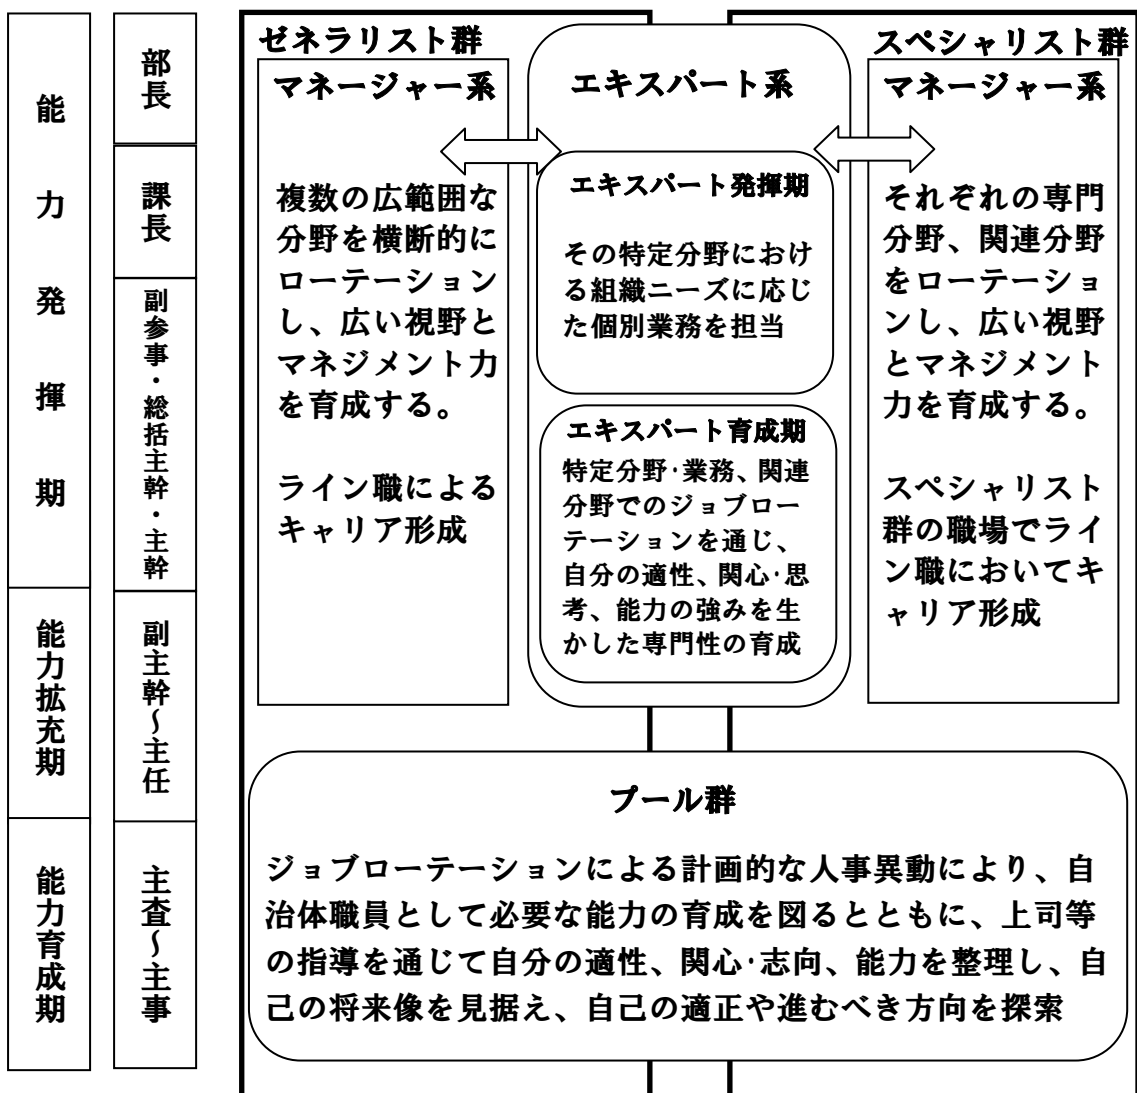 能力発揮期
能力拡充期
能力育成期
部長
課長
副参事・総括主幹・主幹
副主幹～主任
主査～主事
ゼネラリスト群
マネージャー系
複数の広範囲な
分野を横断的に
ローテーション
し、広い視野と
マネジメント力
を育成する。
ライン職による
キャリア形成
エキスパート系
エキスパート発揮期
その特定分野におけ
る組織ニーズに応じ
た個別業務を担当
エキスパート育成期
特定分野･業務、関連
分野でのジョブロー
テーションを通じ、
自分の適性、関心･思
考、能力の強みを生
かした専門性の育成
スペシャリスト群
マネージャー系
それぞれの専門
分野、関連分野
をローテーショ
ンし、広い視野
とマネジメント
力を育成する。
スペシャリスト
群の職場でライ
ン職においてキ
ャリア形成
プール群
ジョブローテーションによる計画的な人事異動により、自
治体職員として必要な能力の育成を図るとともに、上司等
の指導を通じて自分の適性、関心･志向、能力を整理し、自
己の将来像を見据え、自己の適正や進むべき方向を探索